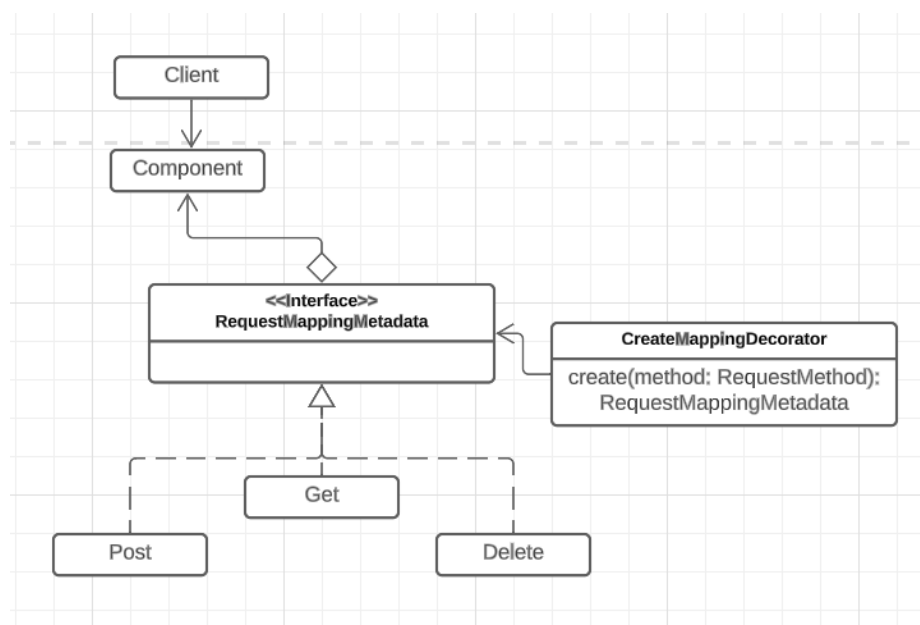 Client
Component
<<Interface>>
RequestMappingMetadata
CreateMappingDecorator
create(method: RequestMethod):
RequestMappingMetadata
Get
Post
Delete